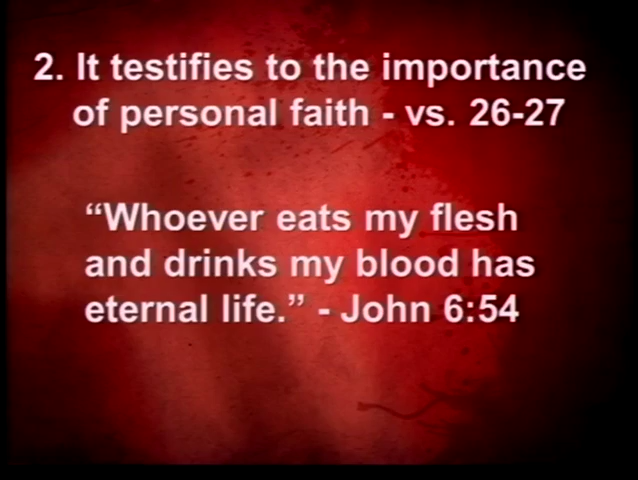 2. It testifies to the importance
of personal faith - vs. 26-27
“Whoever eats my flesh
and drinks my blood has
eternal life.” - John 6:54